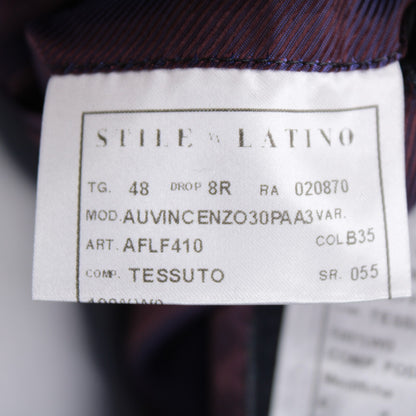 STILE LATINO
TG. 48 DROP 8R RA 020870
MOD. AUVINCENZO30PAA3 VAR.
ART. AFLF410 COL B35
COMP. TESSUTO SR. 055